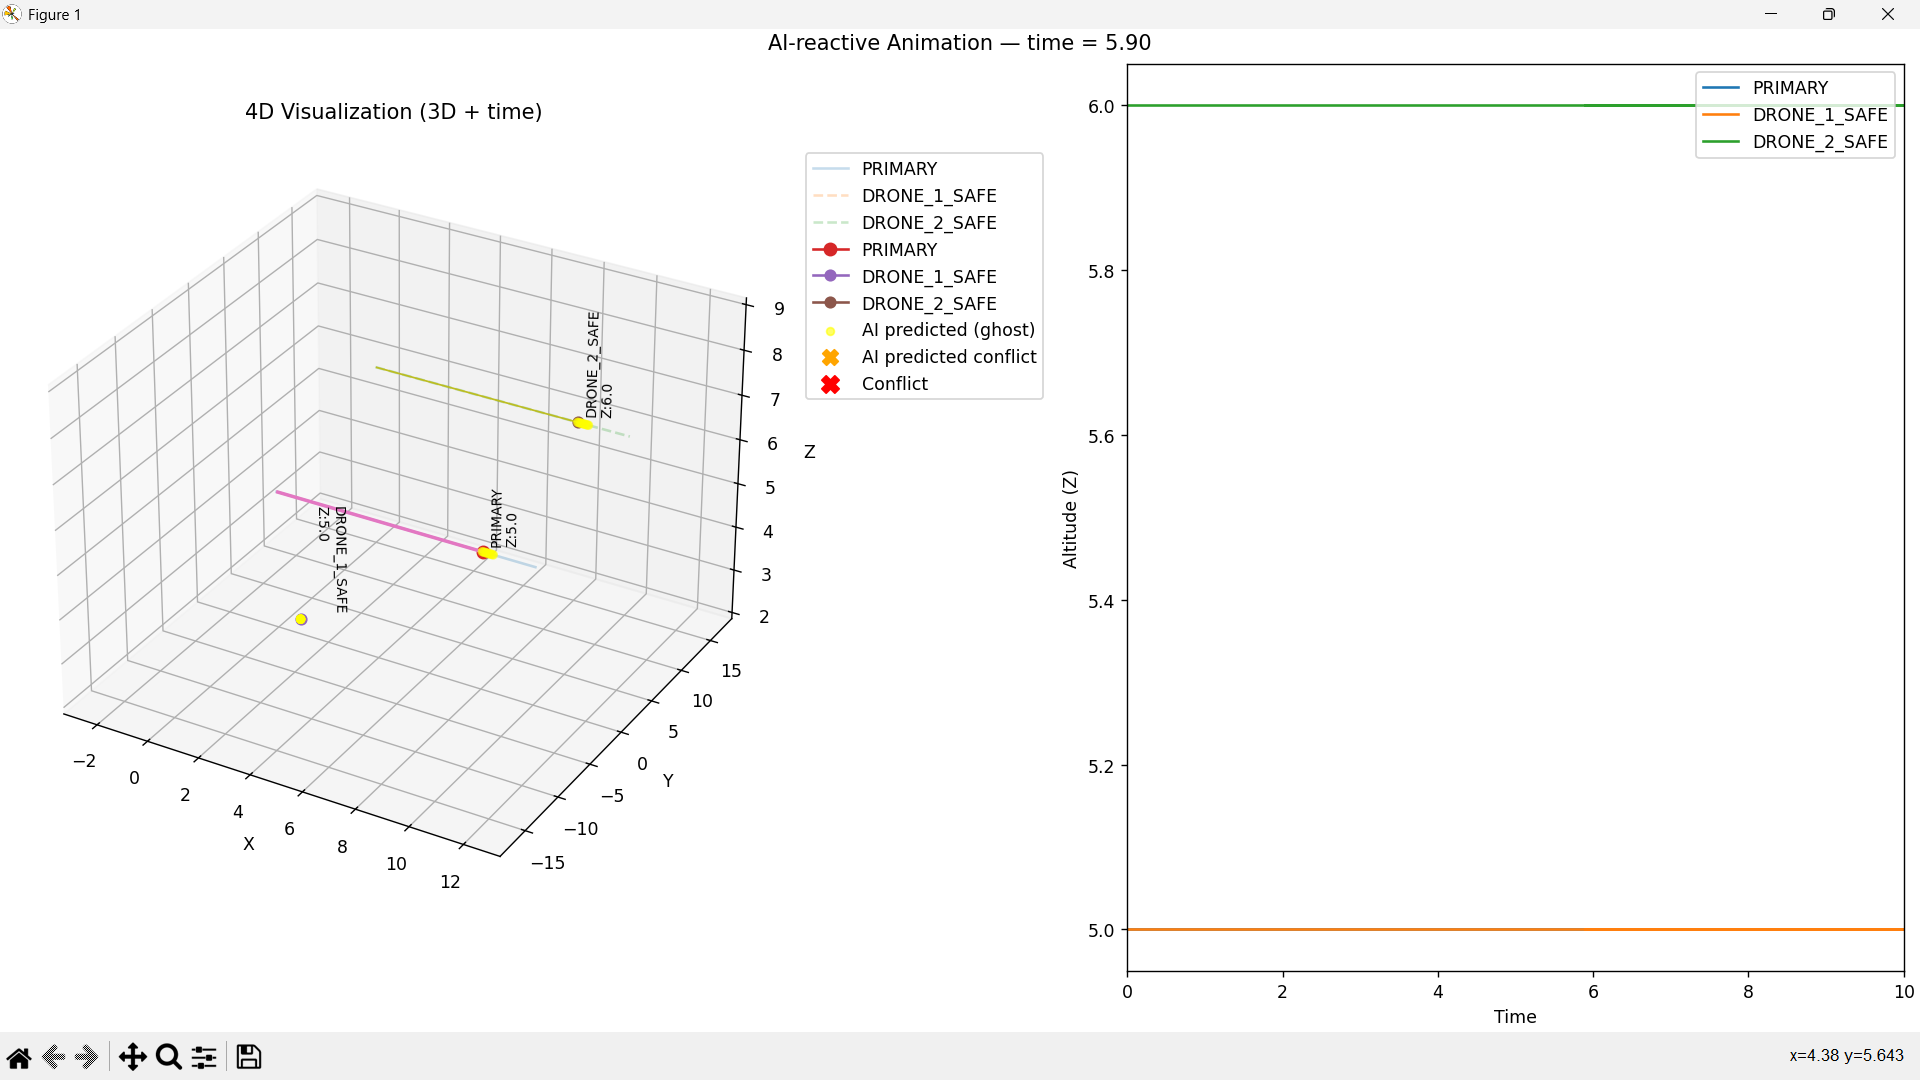 Figure 1
AI-reactive Animation — time = 5.90
4D Visualization (3D + time)
PRIMARY
DRONE_1_SAFE
DRONE_2_SAFE
PRIMARY
DRONE_1_SAFE
DRONE_2_SAFE
AI predicted (ghost)
AI predicted conflict
Conflict
DRONE_2_SAFE
Z:6.0
PRIMARY
Z:5.0
DRONE_1_SAFE
Z:5.0
9
8
7
6
5
4
3
2
Z
15
10
5
0
−5
−10
−15
Y
−2
0
2
4
6
8
10
12
X
PRIMARY
DRONE_1_SAFE
DRONE_2_SAFE
6.0
5.8
5.6
5.4
5.2
5.0
Altitude (Z)
0
2
4
6
8
10
Time
x=4.38 y=5.643